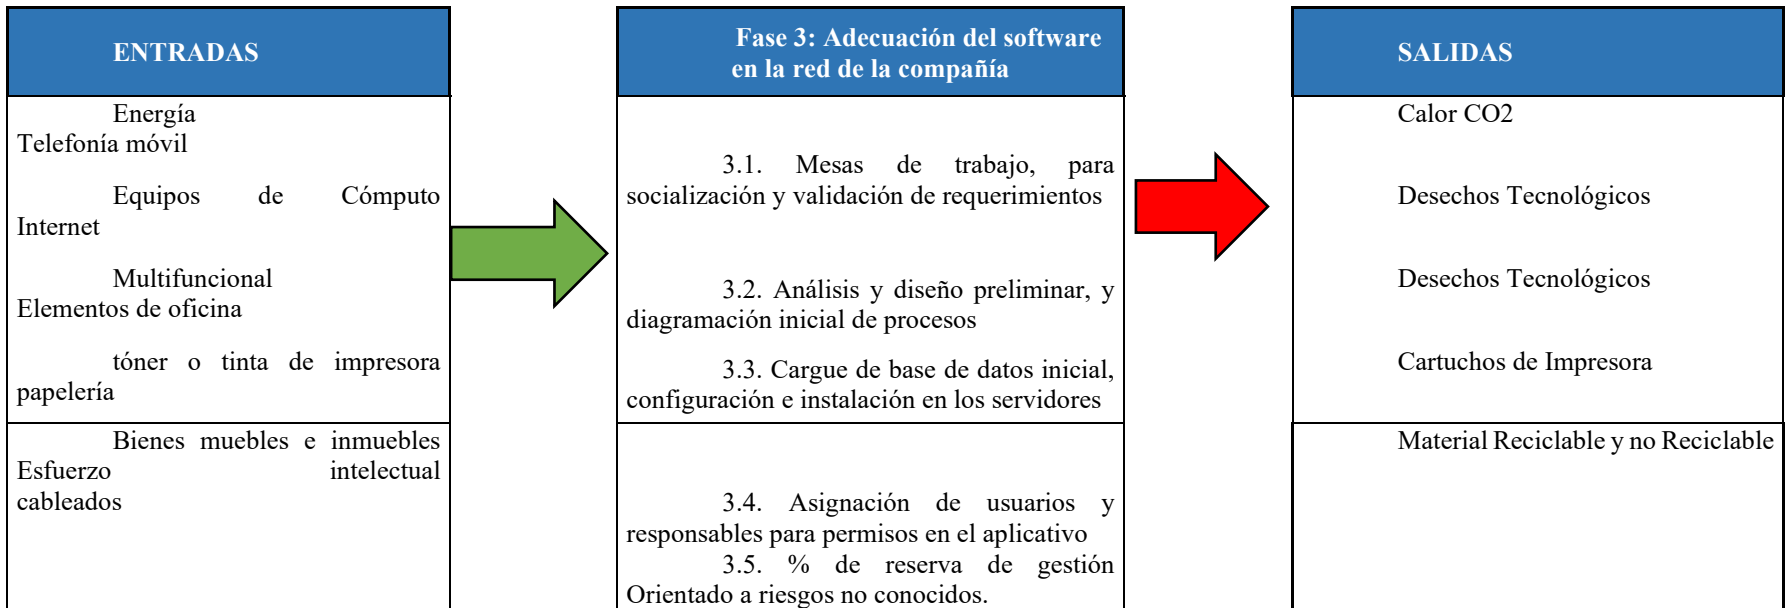 ENTRADAS
Energía
Telefonía móvil
Equipos de Cómputo
Internet
Multifuncional
Elementos de oficina
tóner o tinta de impresora
papelería
Bienes muebles e inmuebles
Esfuerzo intelectual
cableados
Fase 3: Adecuación del software
en la red de la compañía
3.1. Mesas de trabajo, para
socialización y validación de requerimientos
3.2. Análisis y diseño preliminar, y
diagramación inicial de procesos
3.3. Cargue de base de datos inicial,
configuración e instalación en los servidores
3.4. Asignación de usuarios y
responsables para permisos en el aplicativo
3.5. % de reserva de gestión
Orientado a riesgos no conocidos.
SALIDAS
Calor CO2
Desechos Tecnológicos
Desechos Tecnológicos
Cartuchos de Impresora
Material Reciclable y no Reciclable